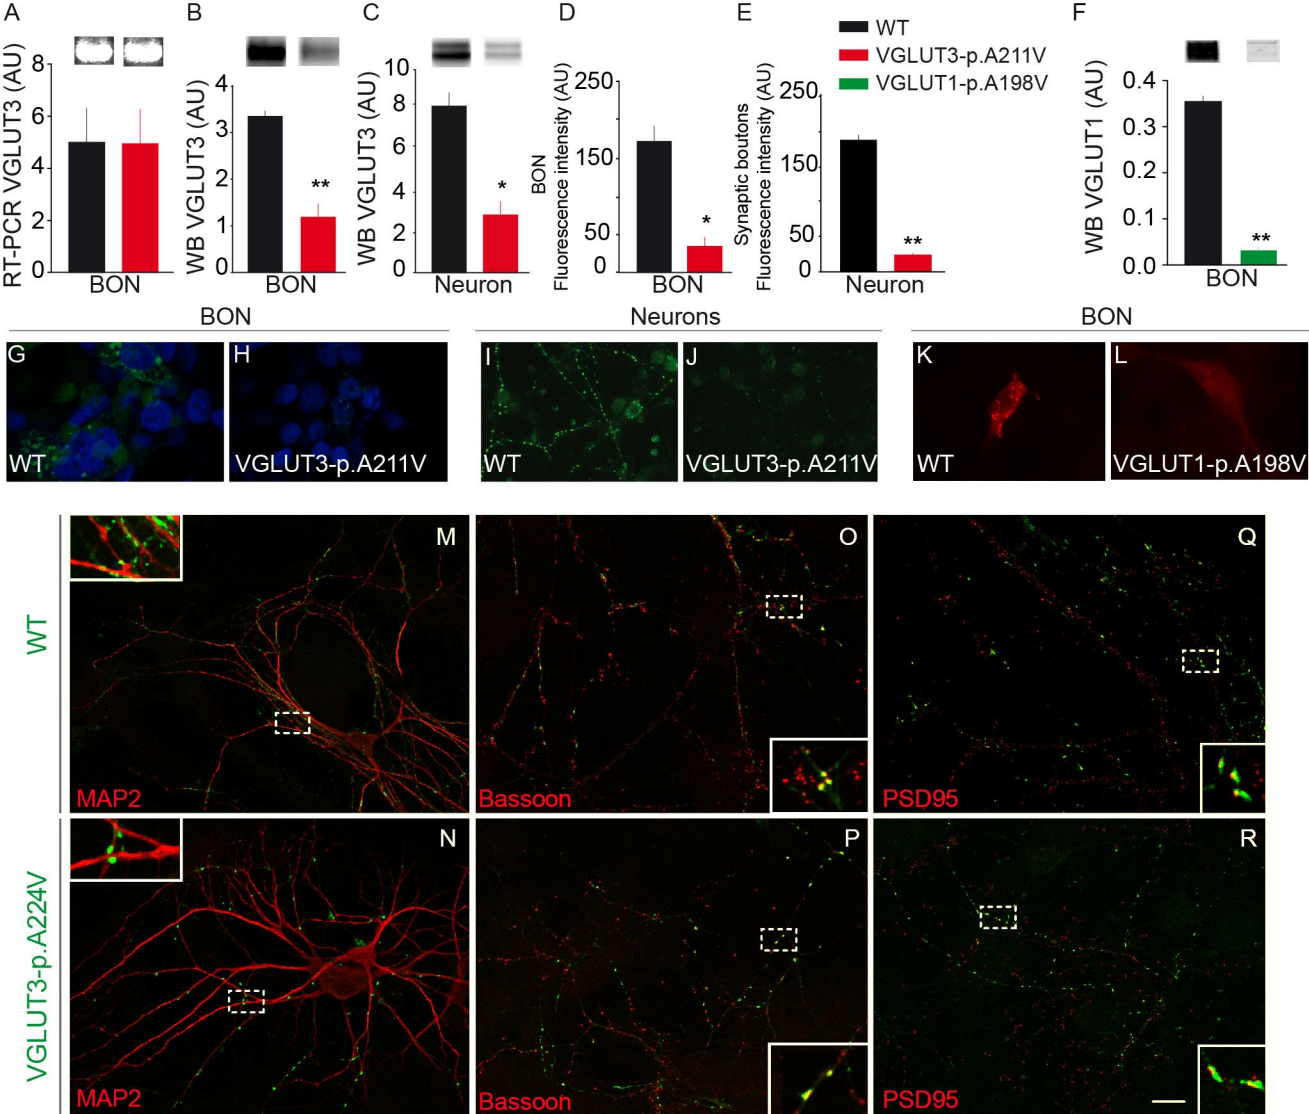 A
B
C
D
E
F
WT
VGLUT3-p.A211V
VGLUT1-p.A198V
RT-PCR VGLUT3 (AU)
8
6
4
2
0
BON
WB VGLUT3 (AU)
4
3
2
1
0
**
BON
WB VGLUT3 (AU)
10
8
6
4
2
0
*
Neuron
BON
Fluorescence intensity (AU)
250
150
50
0
*
BON
Synaptic boutons
Fluorescence intensity (AU)
250
150
50
0
**
Neuron
WB VGLUT1 (AU)
0.4
0.3
0.2
0.1
0.0
**
BON
BON
Neurons
BON
G
WT
H
VGLUT3-p.A211V
I
WT
J
VGLUT3-p.A211V
K
WT
L
VGLUT1-p.A198V
WT
M
MAP2
O
Bassoon
Q
PSD95
VGLUT3-p.A224V
N
MAP2
P
Bassoon
R
PSD95